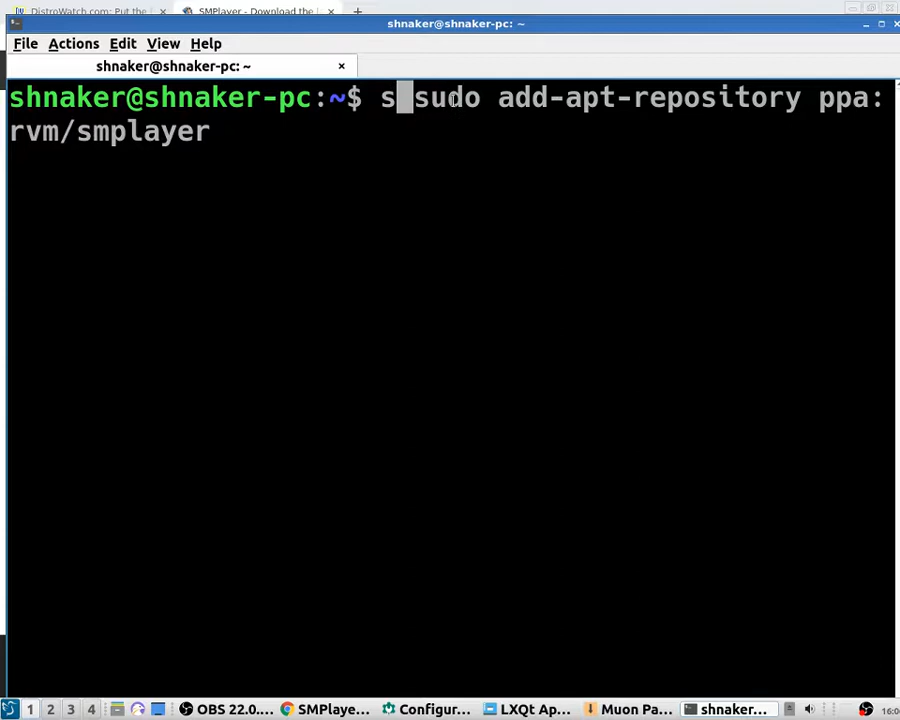 DistroWatch.com: Put the
SMPlayer - Download the
shnaker@shnaker-pc: ~
File Actions Edit View Help
shnaker@shnaker-pc: ~
shnaker@shnaker-pc:~$ s sudo add-apt-repository ppa:
rvm/smplayer
1 2 3 4 OBS 22.0.... SMPlaye... Configur... LXQt Ap... Muon Pa... shnaker...